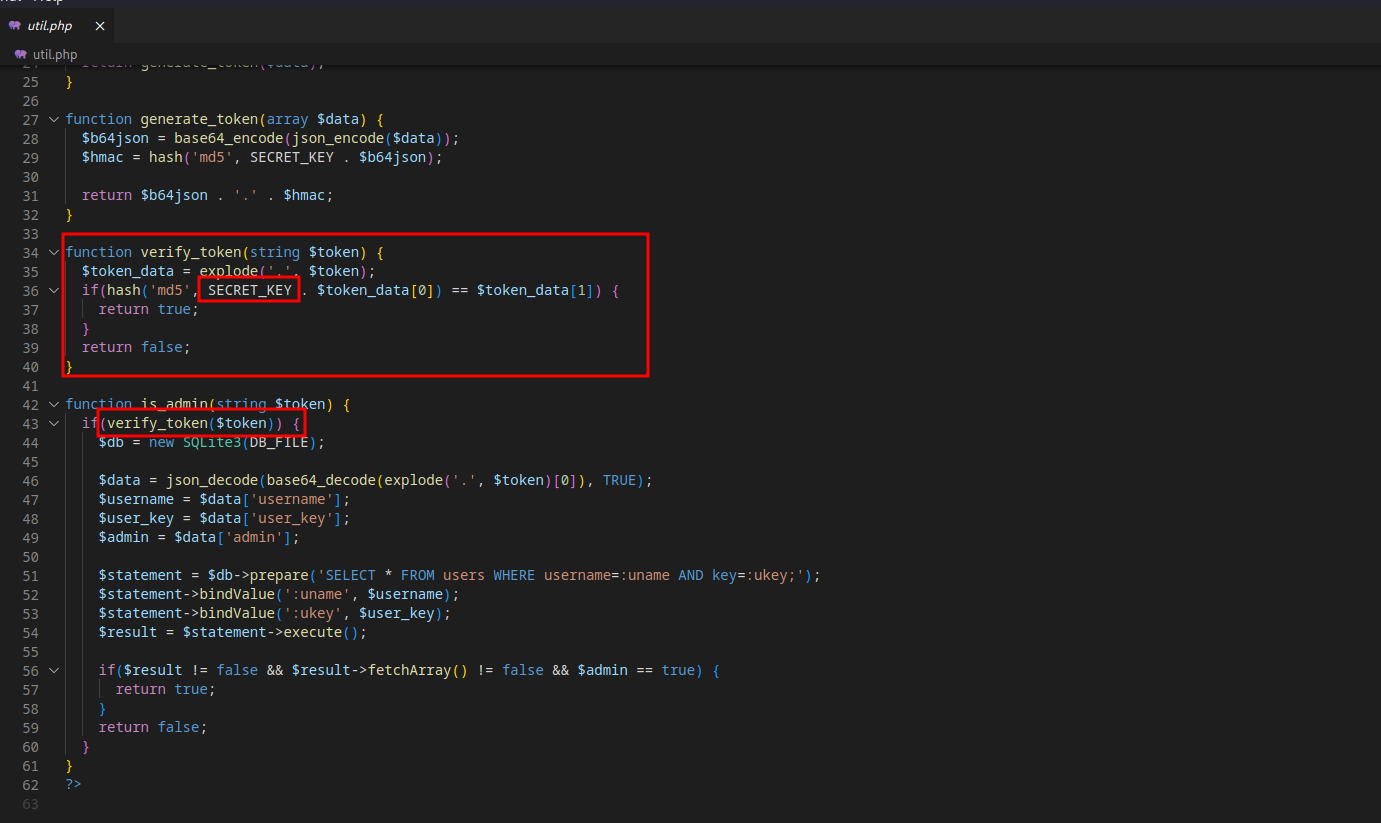 Help
util.php ×
util.php
24 return generate_token($data);
25 }
26
27 function generate_token(array $data) {
28 $b64json = base64_encode(json_encode($data));
29 $hmac = hash('md5', SECRET_KEY . $b64json);
30
31 return $b64json . '.' . $hmac;
32 }
33
34 function verify_token(string $token) {
35 $token_data = explode('.', $token);
36 if(hash('md5', SECRET_KEY . $token_data[0]) == $token_data[1]) {
37 return true;
38 }
39 return false;
40 }
41
42 function is_admin(string $token) {
43 if(verify_token($token)) {
44 $db = new SQLite3(DB_FILE);
45
46 $data = json_decode(base64_decode(explode('.', $token)[0]), TRUE);
47 $username = $data['username'];
48 $user_key = $data['user_key'];
49 $admin = $data['admin'];
50
51 $statement = $db->prepare('SELECT * FROM users WHERE username=:uname AND key=:ukey;');
52 $statement->bindValue(':uname', $username);
53 $statement->bindValue(':ukey', $user_key);
54 $result = $statement->execute();
55
56 if($result != false && $result->fetchArray() != false && $admin == true) {
57 return true;
58 }
59 return false;
60 }
61 }
62 ?>
63